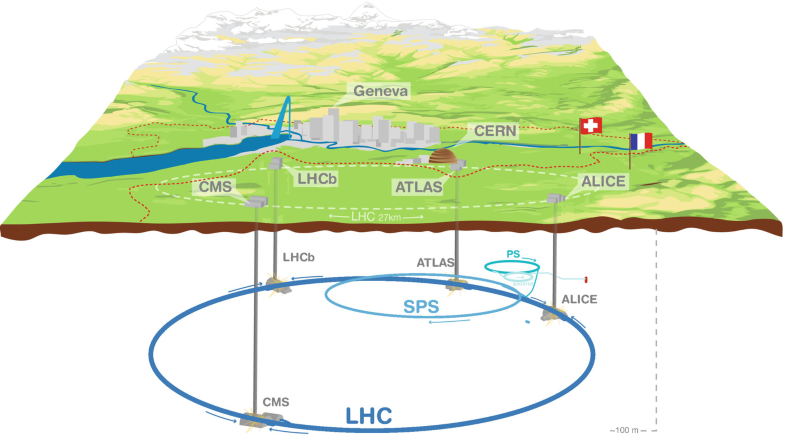 Geneva
CERN
LHCb
CMS
ATLAS
ALICE
LHC 27km
PS
LHCb
ATLAS
ALICE
SPS
CMS
LHC
~100 m